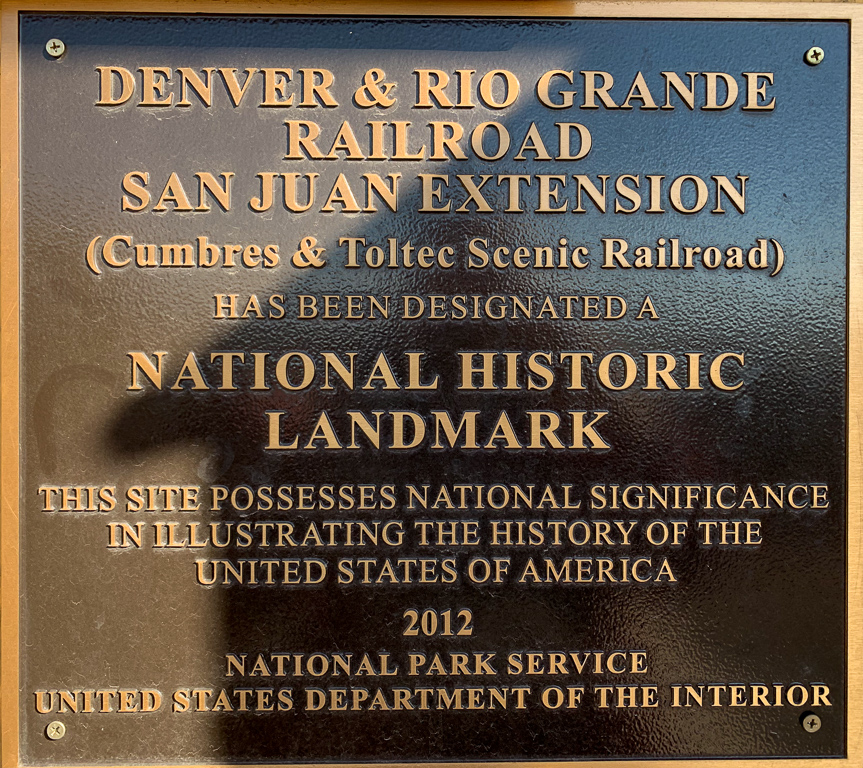 DENVER & RIO GRANDE
RAILROAD
SAN JUAN EXTENSION
(Cumbres & Toltec Scenic Railroad)
HAS BEEN DESIGNATED A
NATIONAL HISTORIC
LANDMARK
THIS SITE POSSESSES NATIONAL SIGNIFICANCE
IN ILLUSTRATING THE HISTORY OF THE
UNITED STATES OF AMERICA
2012
NATIONAL PARK SERVICE
UNITED STATES DEPARTMENT OF THE INTERIOR